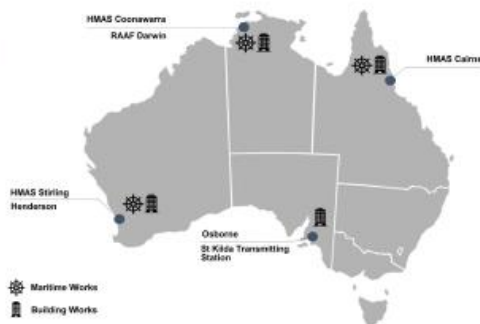 HMAS Coonawarra
RAAF Darwin
HMAS Cairns
HMAS Stirling
Henderson
Osborne
St Kilda Transmitting
Station
Maritime Works
Building Works